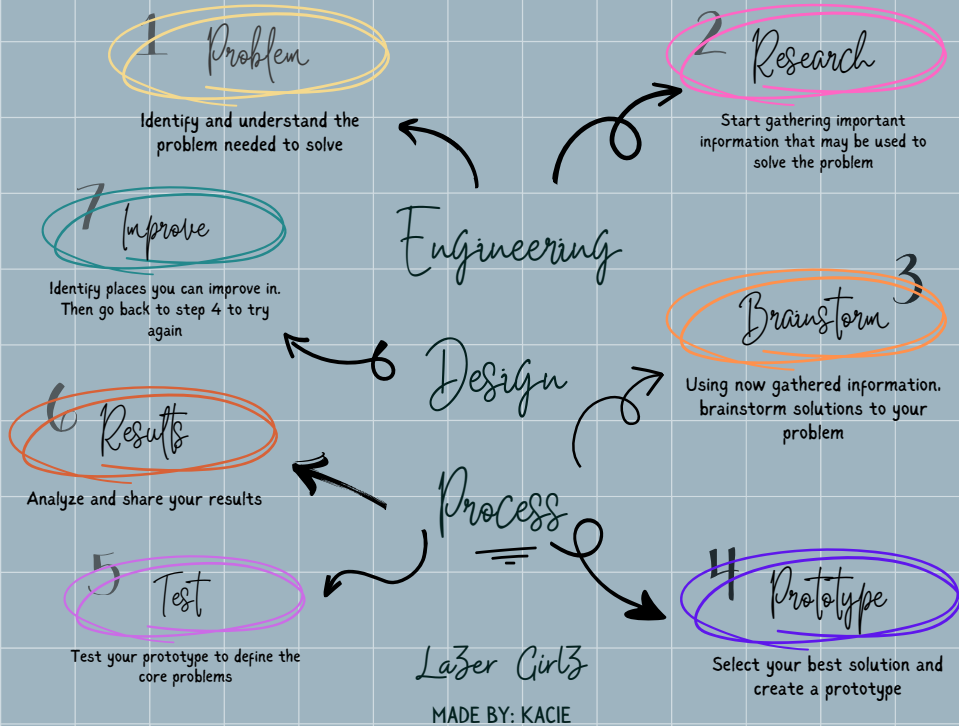 1 Problem
Identify and understand the
problem needed to solve
2 Research
Start gathering important
information that may be used to
solve the problem
Engineering
Design
Process
3
Brainstorm
Using now gathered information,
brainstorm solutions to your
problem
4
Prototype
Select your best solution and
create a prototype
5 Test
Test your prototype to define the
core problems
6
Results
Analyze and share your results
7
Improve
Identify places you can improve in.
Then go back to step 4 to try
again
La3er Girl3
MADE BY: KACIE